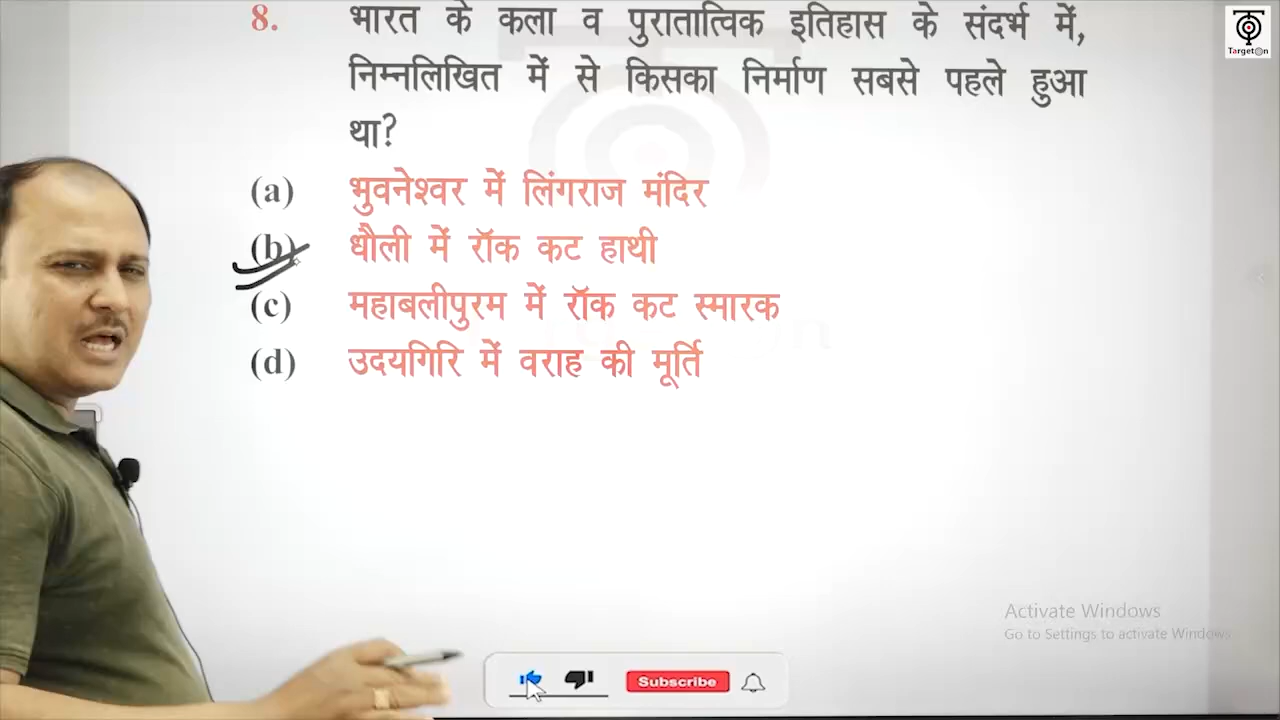 8. भारत के कला व पुरातात्विक इतिहास के संदर्भ में,
निम्नलिखित में से किसका निर्माण सबसे पहले हुआ
था?
(a) भुवनेश्वर में लिंगराज मंदिर
(b) धौली में रॉक कट हाथी
(c) महाबलीपुरम में रॉक कट स्मारक
(d) उदयगिरि में वराह की मूर्ति
TargetOn
Activate Windows
Go to Settings to activate Windows.
Subscribe